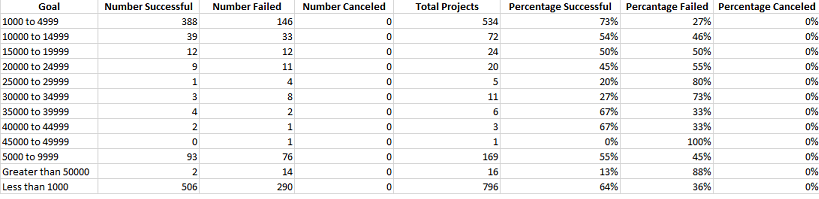 Goal Number Successful Number Failed Number Canceled Total Projects Percentage Successful Percantage Failed Percentage Canceled
1000 to 4999 388 146 0 534 73% 27% 0%
10000 to 14999 39 33 0 72 54% 46% 0%
15000 to 19999 12 12 0 24 50% 50% 0%
20000 to 24999 9 11 0 20 45% 55% 0%
25000 to 29999 1 4 0 5 20% 80% 0%
30000 to 34999 3 8 0 11 27% 73% 0%
35000 to 39999 4 2 0 6 67% 33% 0%
40000 to 44999 2 1 0 3 67% 33% 0%
45000 to 49999 0 1 0 1 0% 100% 0%
5000 to 9999 93 76 0 169 55% 45% 0%
Greater than 50000 2 14 0 16 13% 88% 0%
Less than 1000 506 290 0 796 64% 36% 0%